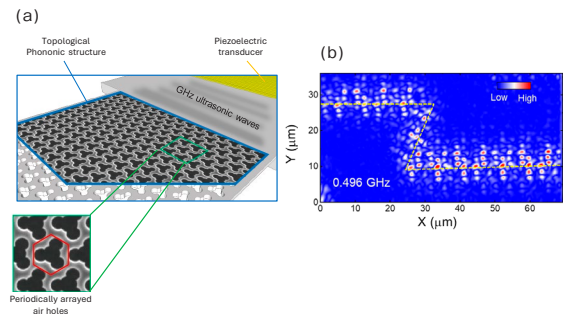 (a)
Topological
Phononic structure
Piezoelectric
transducer
GHz ultrasonic waves
Periodically arrayed
air holes
(b)
Low High
0.496 GHz
Y (μm)
30
20
10
0
0 10 20 30 40 50 60
X (μm)